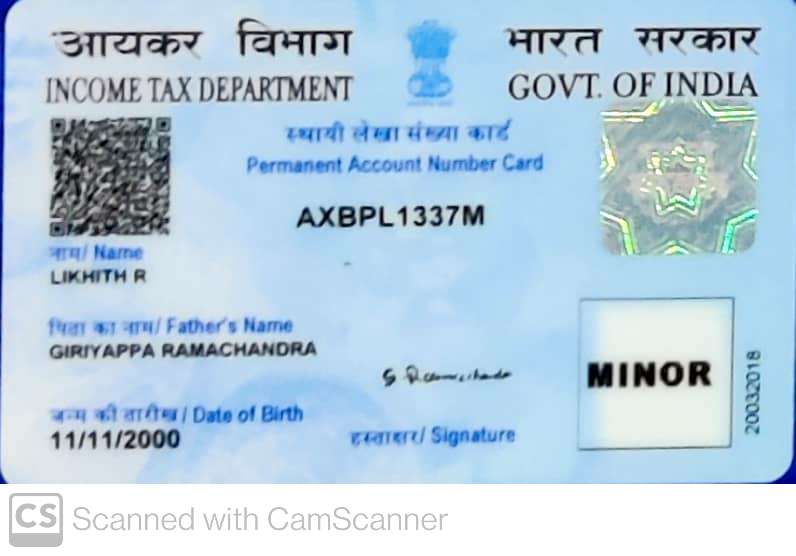 आयकर विभाग
INCOME TAX DEPARTMENT
भारत सरकार
GOVT. OF INDIA
स्थायी लेखा संख्या कार्ड
Permanent Account Number Card
AXBPL1337M
नाम/ Name
LIKHITH R
पिता का नाम/ Father's Name
GIRIYAPPA RAMACHANDRA
जन्म की तारीख/ Date of Birth
11/11/2000
हस्ताक्षर/ Signature
MINOR
20032018
CS Scanned with CamScanner